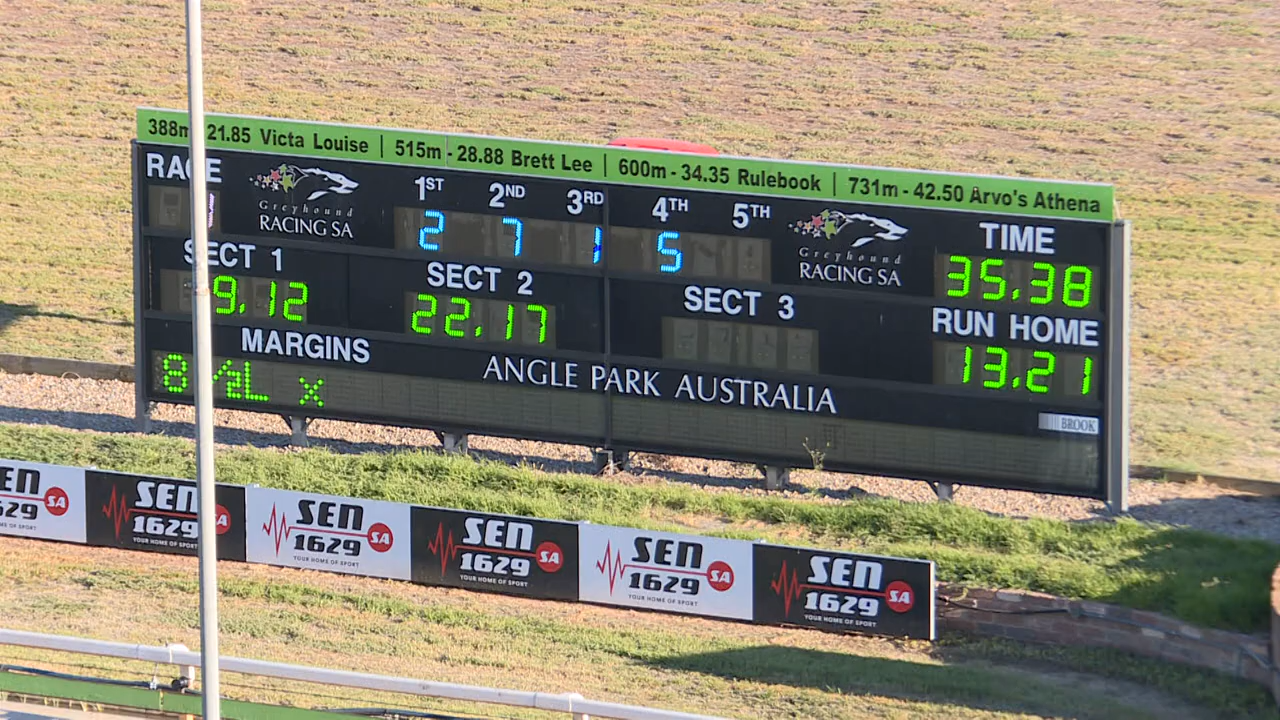 388m 21.85 Victa Louise | 515m - 28.88 Brett Lee | 600m - 34.35 Rulebook | 731m - 42.50 Arvo's Athena
RACE 1
Greyhound
RACING SA
1ST 2ND 3RD 4TH 5TH
2 7 1 5
Greyhound
RACING SA
TIME
35.38
SECT 1
9.12
SECT 2
22.17
SECT 3
RUN HOME
13.21
MARGINS
8 ½L X
ANGLE PARK AUSTRALIA
BROOK
EN SA
629
E OF SPORT
SEN
1629
YOUR HOME OF SPORT
SEN
1629 SA
YOUR HOME OF SPORT
SEN
1629 SA
YOUR HOME OF SPORT
SEN
1629 SA
YOUR HOME OF SPORT
SEN
1629 SA
YOUR HOME OF SPORT